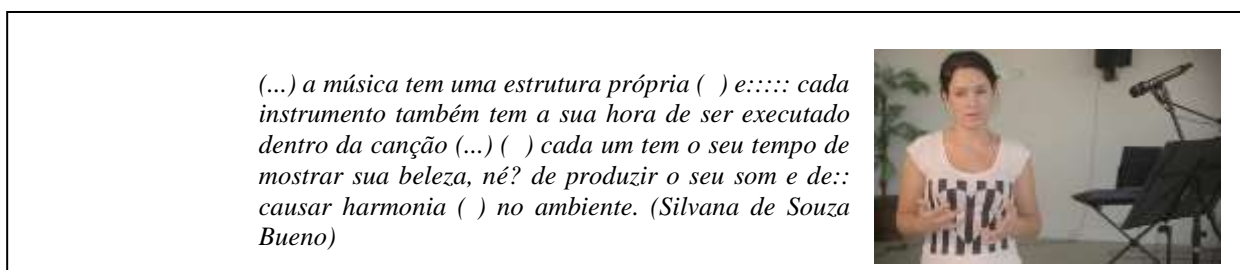 (...) a música tem uma estrutura própria ( ) e::::: cada
instrumento também tem a sua hora de ser executado
dentro da canção (...) ( ) cada um tem o seu tempo de
mostrar sua beleza, né? de produzir o seu som e de::
causar harmonia ( ) no ambiente. (Silvana de Souza
Bueno)